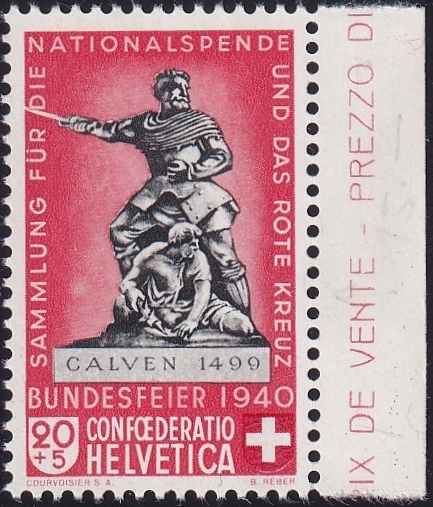 SAMMLUNG FÜR DIE
NATIONALSPENDE
UND DAS ROTE KREUZ
CALVEN 1499
BUNDESFEIER 1940
20
+5
CONFŒDERATIO
HELVETICA
COURVOISIER S A.
B. REBER
IX DE VENTE - PREZZO DI